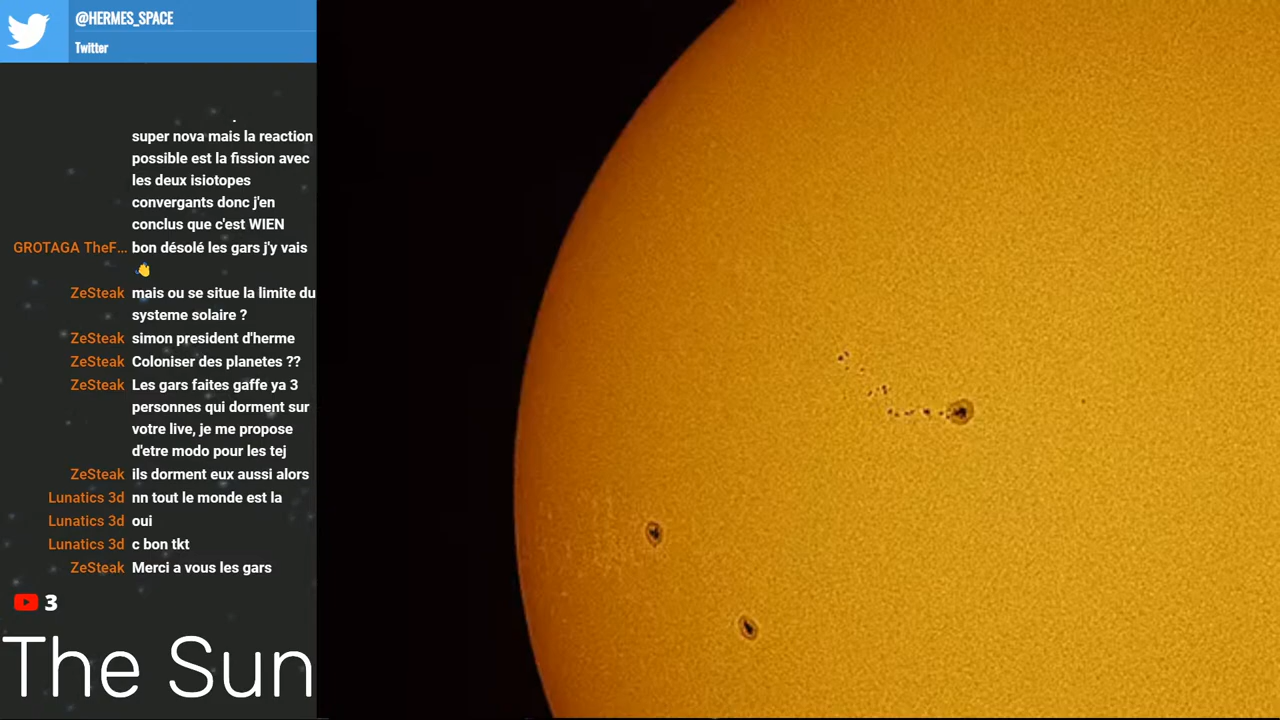 @HERMES_SPACE
Twitter
super nova mais la reaction
possible est la fission avec
les deux isiotopes
convergants donc j'en
conclus que c'est WIEN
GROTAGA TheF... bon désolé les gars j'y vais
👋
ZeSteak mais ou se situe la limite du
systeme solaire ?
ZeSteak simon president d'herme
ZeSteak Coloniser des planetes ??
ZeSteak Les gars faites gaffe ya 3
personnes qui dorment sur
votre live, je me propose
d'etre modo pour les tej
ZeSteak ils dorment eux aussi alors
Lunatics 3d nn tout le monde est la
Lunatics 3d oui
Lunatics 3d c bon tkt
ZeSteak Merci a vous les gars
3
The Sun